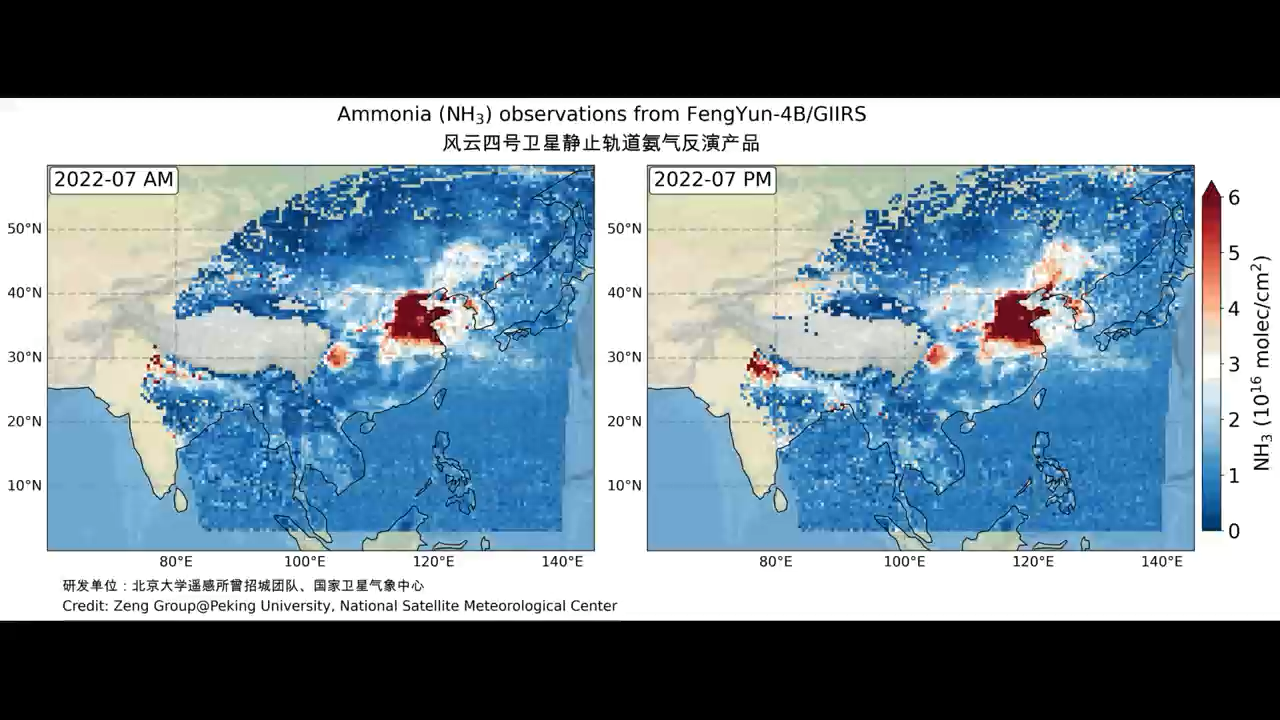 Ammonia (NH₃) observations from FengYun-4B/GIIRS
风云四号卫星静止轨道氨气反演产品
2022-07 AM
2022-07 PM
50°N
40°N
30°N
20°N
10°N
80°E
100°E
120°E
140°E
50°N
40°N
30°N
20°N
10°N
80°E
100°E
120°E
140°E
6
5
4
3
2
1
0
NH₃ (10¹⁶ molec/cm²)
研发单位：北京大学遥感所曾招城团队、国家卫星气象中心
Credit: Zeng Group@Peking University, National Satellite Meteorological Center